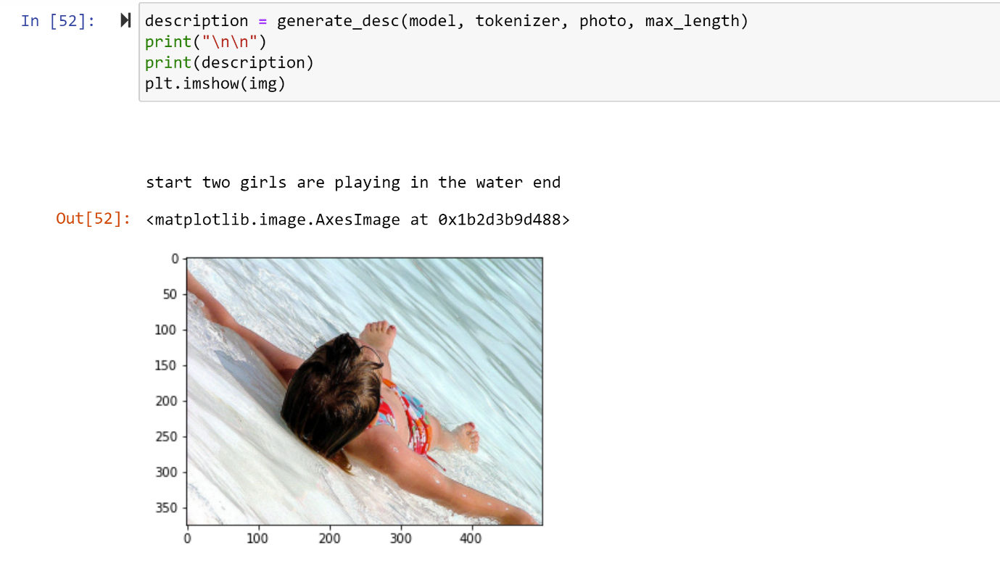 In [52]:
description = generate_desc(model, tokenizer, photo, max_length)
print("\n\n")
print(description)
plt.imshow(img)
start two girls are playing in the water end
Out[52]: <matplotlib.image.AxesImage at 0x1b2d3b9d488>
0
50
100
150
200
250
300
350
0 100 200 300 400